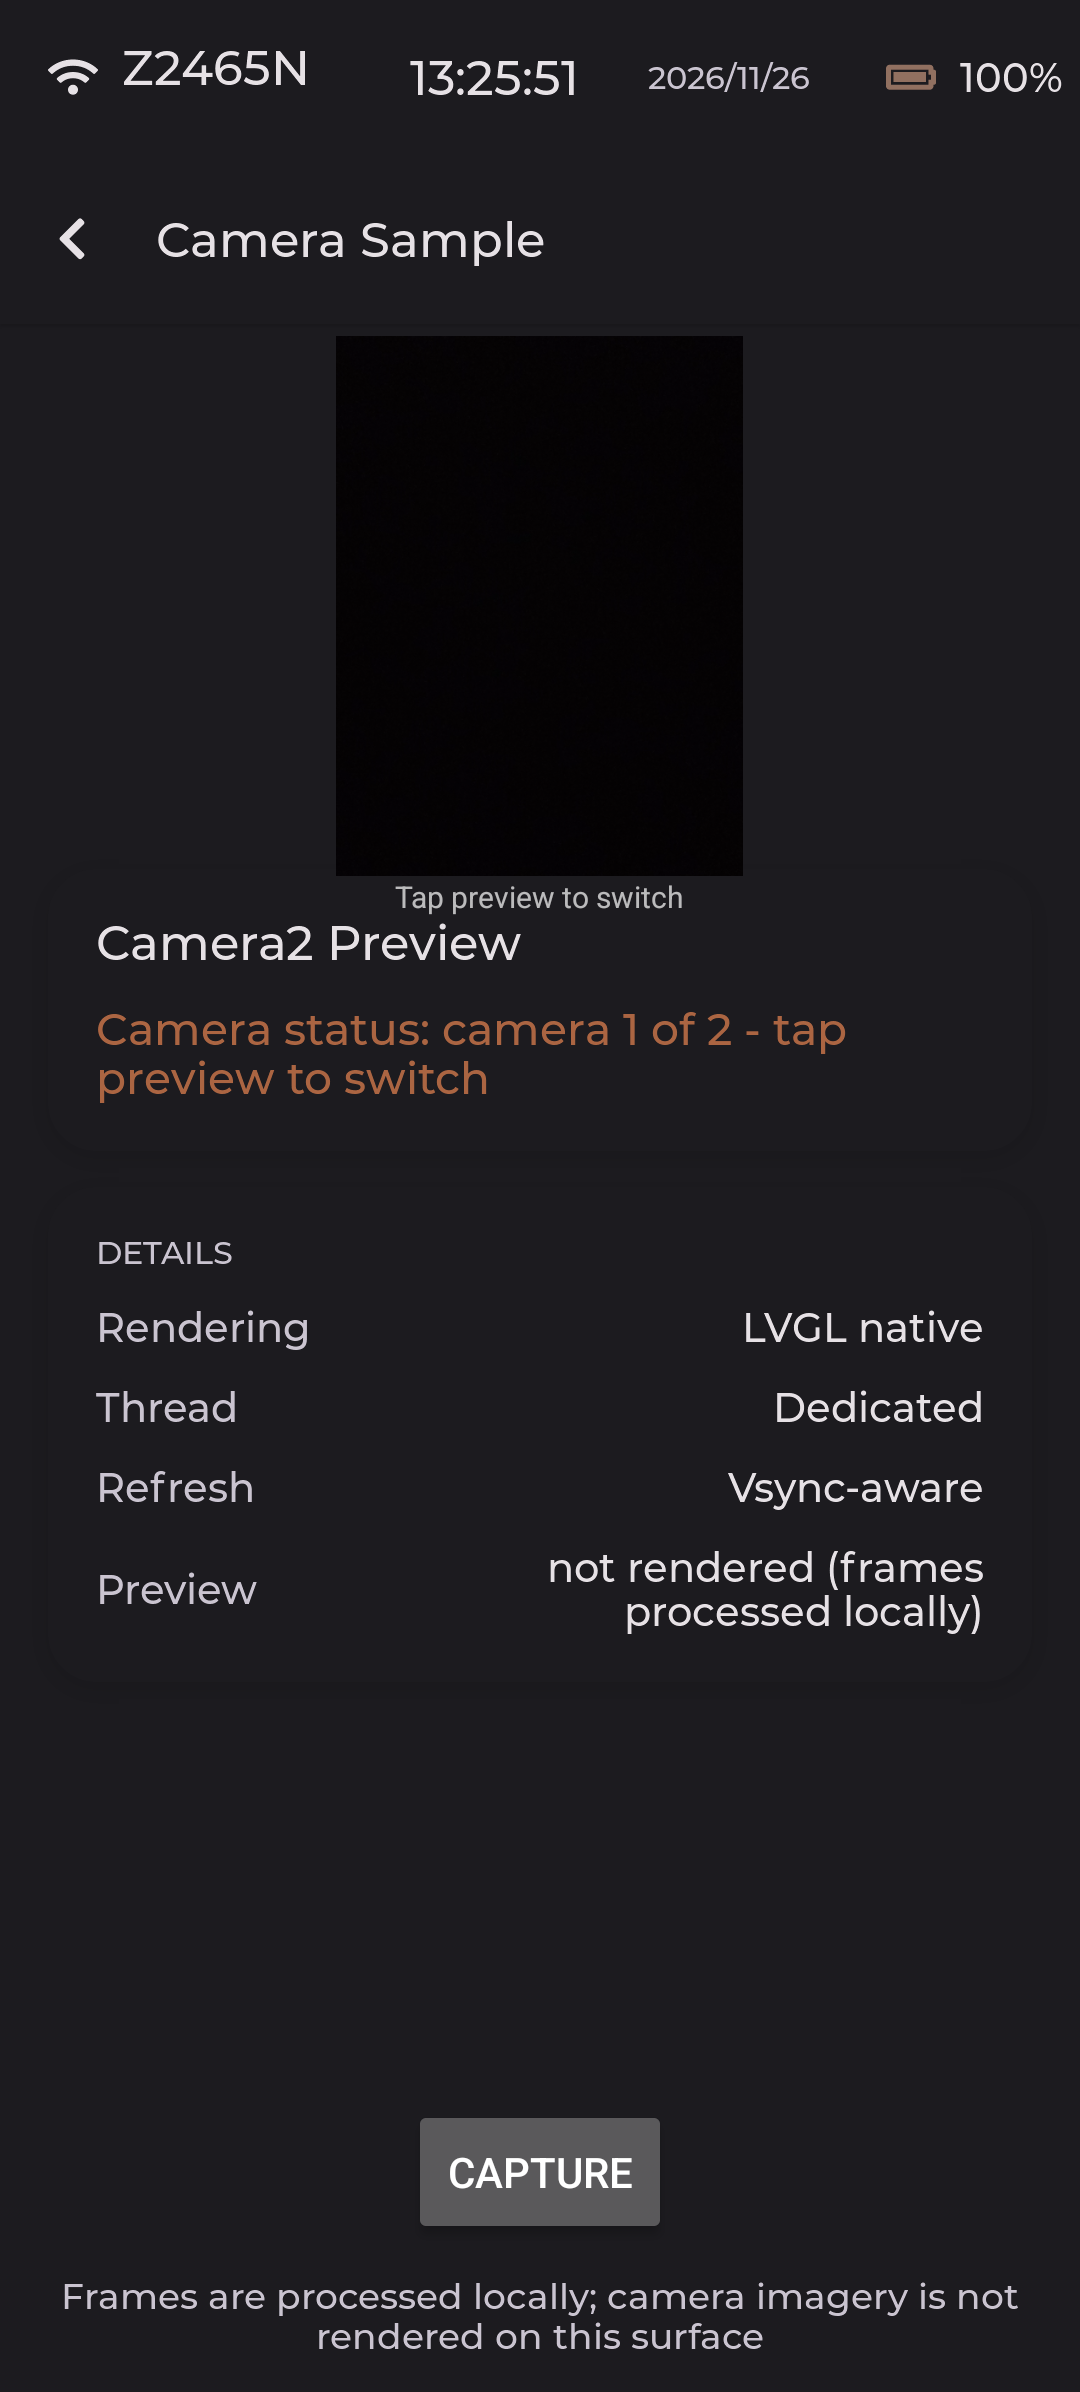 Z2465N 13:25:51 2026/11/26 100%
Camera Sample
Tap preview to switch
Camera2 Preview
Camera status: camera 1 of 2 - tap
preview to switch
DETAILS
Rendering LVGL native
Thread Dedicated
Refresh Vsync-aware
Preview not rendered (frames
processed locally)
CAPTURE
Frames are processed locally; camera imagery is not
rendered on this surface